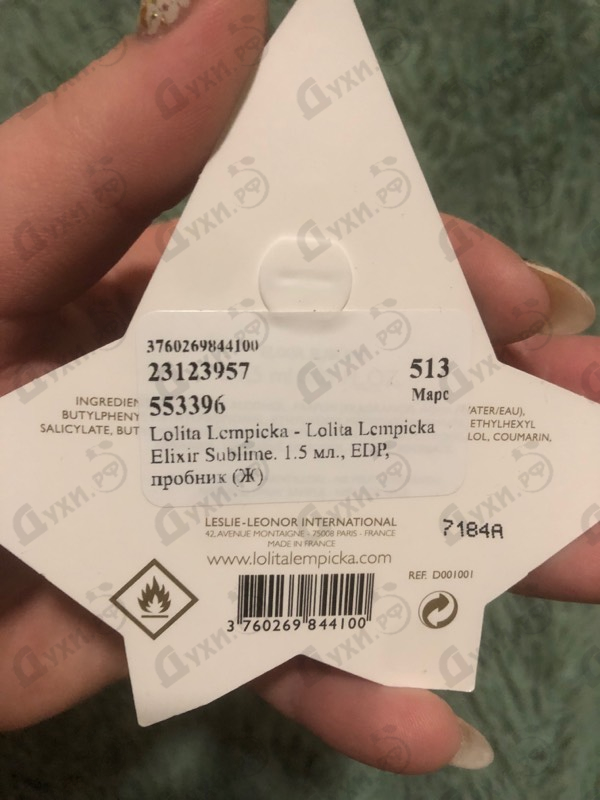 3760269844100
23123957
513
553396
Марс
Lolita Lempicka - Lolita Lempicka
Elixir Sublime. 1.5 мл., EDP,
пробник (Ж)
INGREDIEN
BUTYLPHENY
SALICYLATE, BUT
WATER/EAU),
ETHYLHEXYL
LOL, COUMARIN,
LESLIE-LEONOR INTERNATIONAL
42, AVENUE MONTAIGNE - 75008 PARIS - FRANCE
MADE IN FRANCE
www.lolitalempicka.com
7184A
REF. D001001
3 760269 844100
Духи.рф